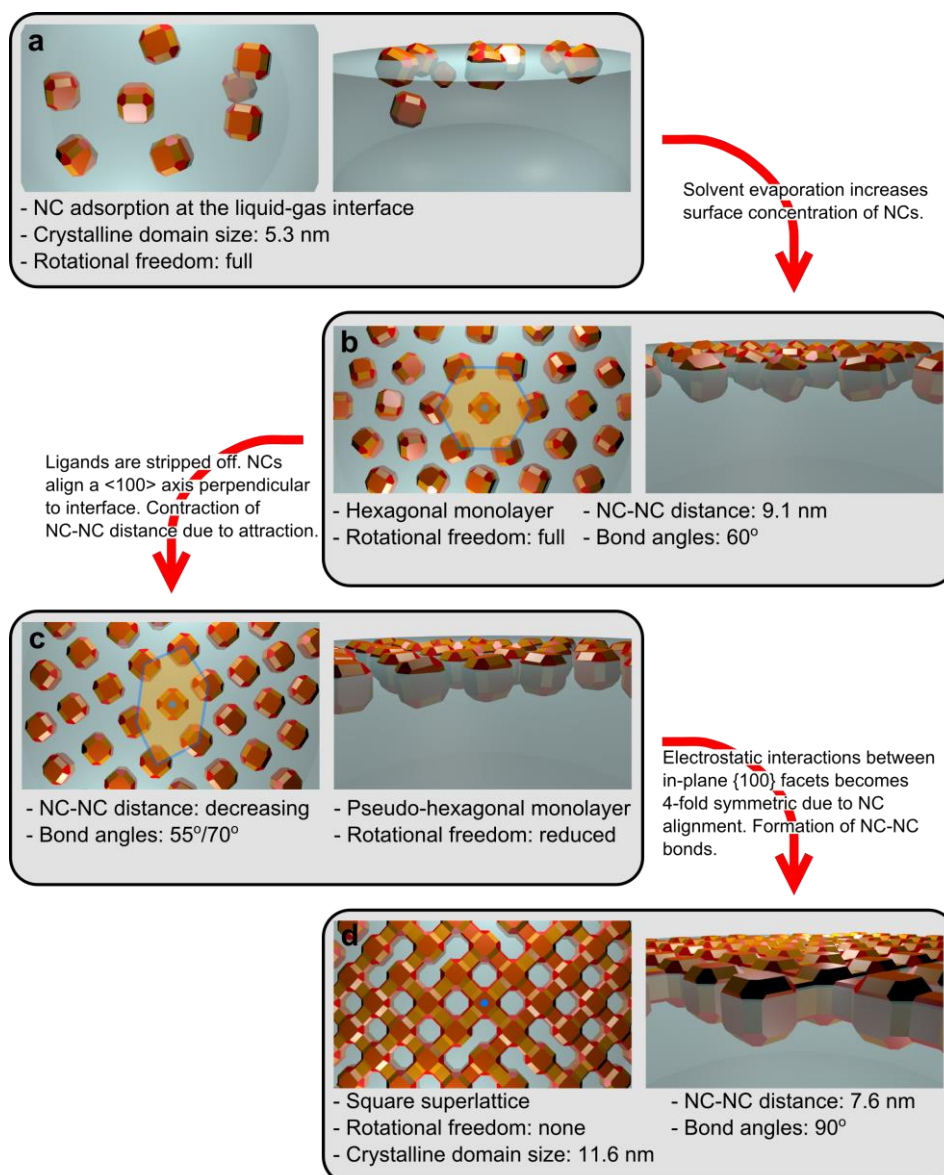 a
- NC adsorption at the liquid-gas interface
- Crystalline domain size: 5.3 nm
- Rotational freedom: full
Solvent evaporation increases
surface concentration of NCs.
b
- Hexagonal monolayer
- Rotational freedom: full
- NC-NC distance: 9.1 nm
- Bond angles: 60°
Ligands are stripped off. NCs
align a <100> axis perpendicular
to interface. Contraction of
NC-NC distance due to attraction.
c
- NC-NC distance: decreasing
- Bond angles: 55°/70°
- Pseudo-hexagonal monolayer
- Rotational freedom: reduced
Electrostatic interactions between
in-plane {100} facets becomes
4-fold symmetric due to NC
alignment. Formation of NC-NC
bonds.
d
- Square superlattice
- Rotational freedom: none
- Crystalline domain size: 11.6 nm
- NC-NC distance: 7.6 nm
- Bond angles: 90°